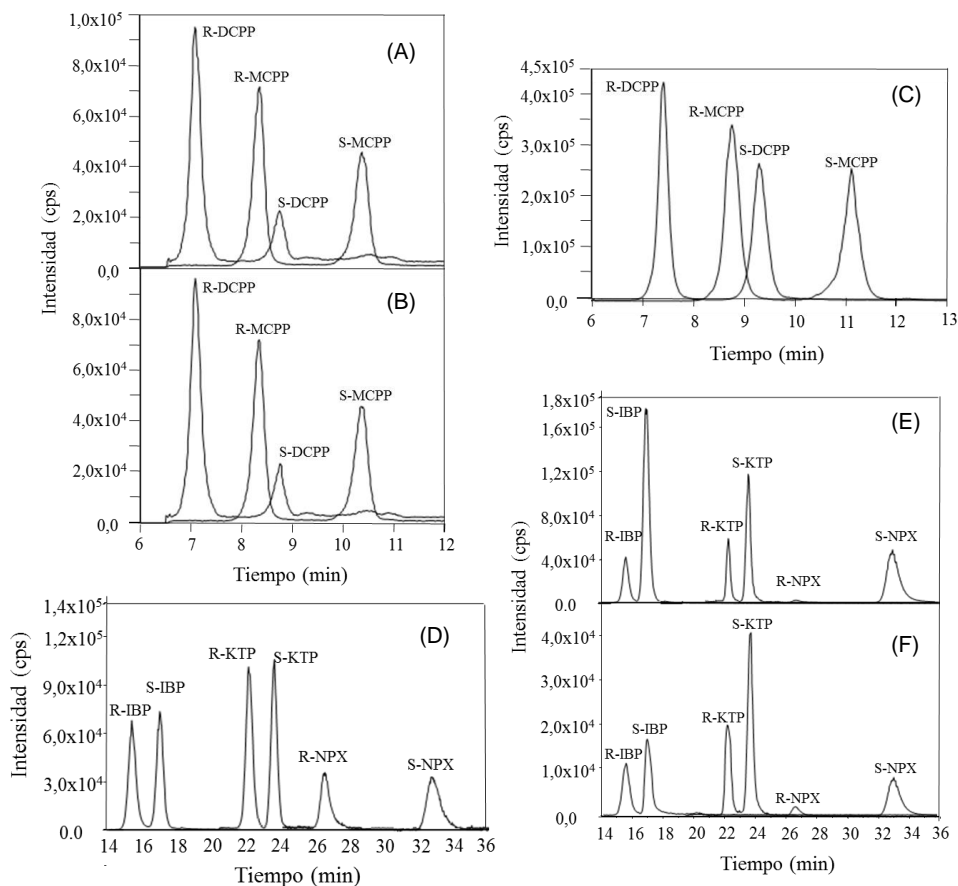 1,0x10⁵
R-DCPP
(A)
8,0x10⁴
R-MCPP
6,0x10⁴
S-MCPP
4,0x10⁴
S-DCPP
2,0x10⁴
0,0
R-DCPP
(B)
8,0x10⁴
R-MCPP
6,0x10⁴
S-MCPP
4,0x10⁴
S-DCPP
2,0x10⁴
0,0
6 7 8 9 10 11 12
Tiempo (min)
Intensidad (cps)
4,5x10⁵
R-DCPP
(C)
4,0x10⁵
R-MCPP
3,0x10⁵
S-DCPP
S-MCPP
2,0x10⁵
1,0x10⁵
0,0
6 7 8 9 10 11 12 13
Tiempo (min)
Intensidad (cps)
1,4x10⁵
(D)
1,2x10⁵
R-KTP
S-KTP
9,0x10⁴
S-IBP
R-IBP
6,0x10⁴
R-NPX
S-NPX
3,0x10⁴
0.0
14 16 18 20 22 24 26 28 30 32 34 36
Tiempo (min)
Intensidad (cps)
1,8x10⁵
S-IBP
(E)
1,6x10⁵
S-KTP
1,2x10⁵
8,0x10⁴
R-KTP
S-NPX
R-IBP
4,0x10⁴
R-NPX
0.0
S-KTP
(F)
4,0x10⁴
R-KTP
S-IBP
2,0x10⁴
R-IBP
S-NPX
1,0x10⁴
R-NPX
0,0
14 16 18 20 22 24 26 28 30 32 34 36
Tiempo (min)
Intensidad (cps)